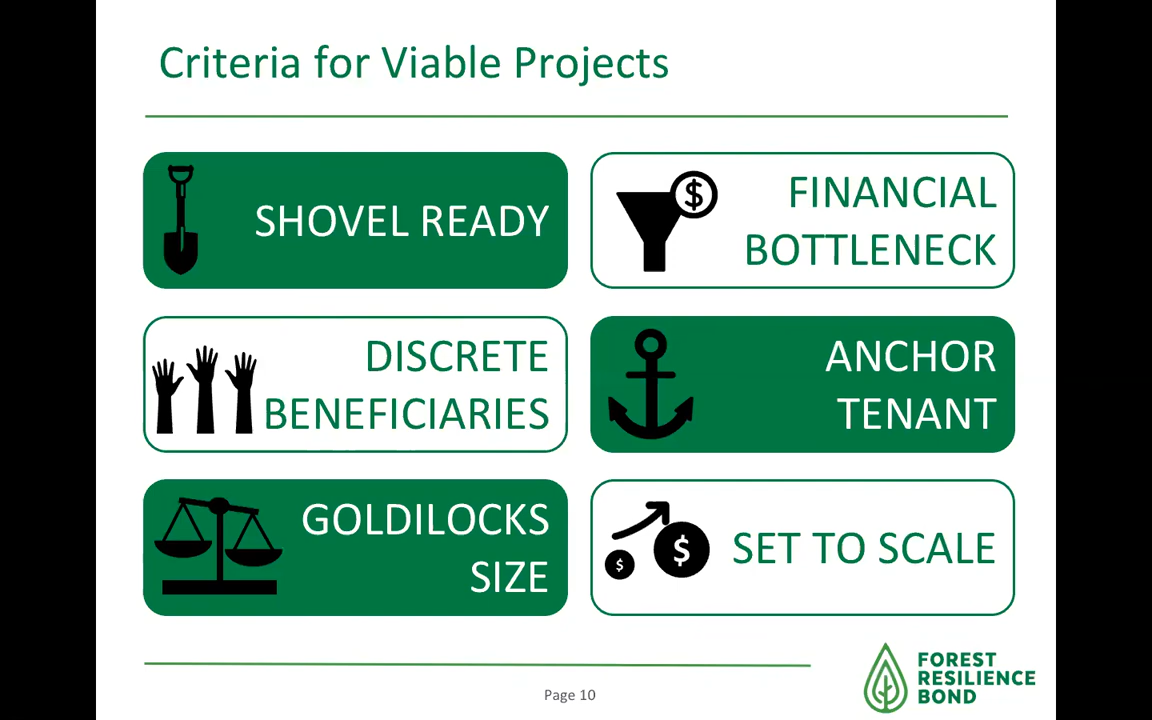 Criteria for Viable Projects
SHOVEL READY
$
FINANCIAL
BOTTLENECK
DISCRETE
BENEFICIARIES
ANCHOR
TENANT
GOLDILOCKS
SIZE
$
$
SET TO SCALE
Page 10
FOREST
RESILIENCE
BOND